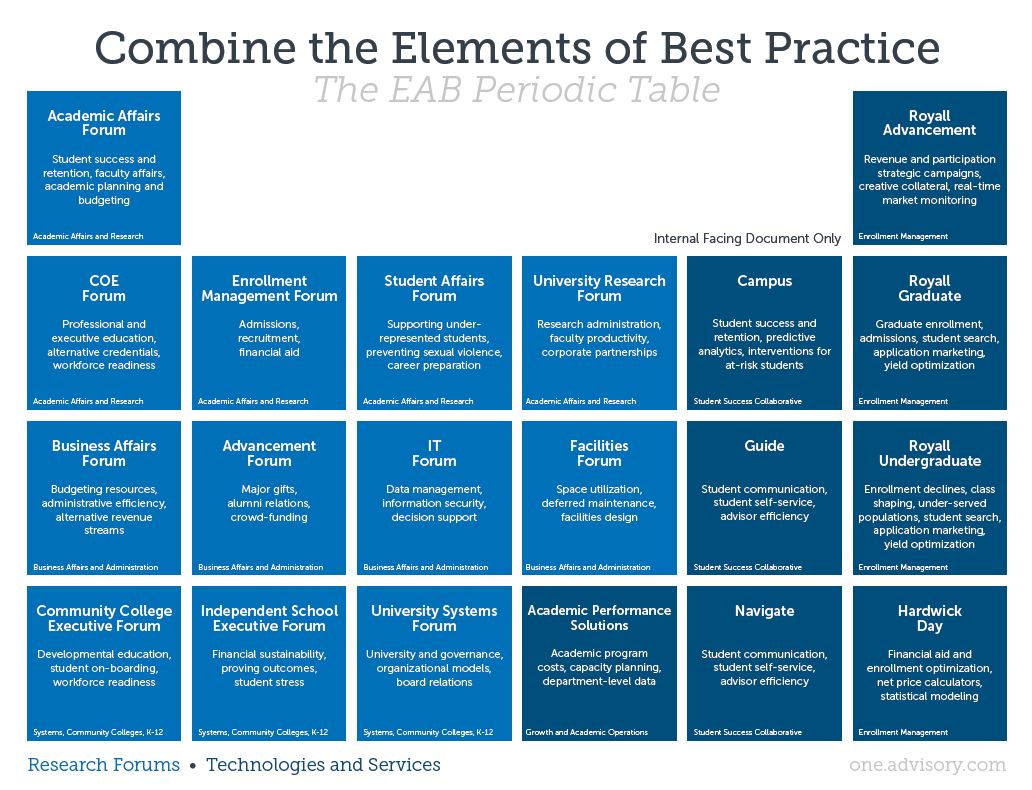 Combine the Elements of Best Practice
The EAB Periodic Table
Academic Affairs
Forum
Student success and
retention, faculty affairs,
academic planning and
budgeting
Academic Affairs and Research
Royall
Advancement
Revenue and participation
strategic campaigns,
creative collateral, real-time
market monitoring
Enrollment Management
Internal Facing Document Only
COE
Forum
Professional and
executive education,
alternative credentials,
workforce readiness
Academic Affairs and Research
Enrollment
Management Forum
Admissions,
recruitment,
financial aid
Academic Affairs and Research
Student Affairs
Forum
Supporting under-
represented students,
preventing sexual violence,
career preparation
Academic Affairs and Research
University Research
Forum
Research administration,
faculty productivity,
corporate partnerships
Academic Affairs and Research
Campus
Student success and
retention, predictive
analytics, interventions for
at-risk students
Student Success Collaborative
Royall
Graduate
Graduate enrollment,
admissions, student search,
application marketing,
yield optimization
Enrollment Management
Business Affairs
Forum
Budgeting resources,
administrative efficiency,
alternative revenue
streams
Business Affairs and Administration
Advancement
Forum
Major gifts,
alumni relations,
crowd-funding
Business Affairs and Administration
IT
Forum
Data management,
information security,
decision support
Business Affairs and Administration
Facilities
Forum
Space utilization,
deferred maintenance,
facilities design
Business Affairs and Administration
Guide
Student communication,
student self-service,
advisor efficiency
Student Success Collaborative
Royall
Undergraduate
Enrollment declines, class
shaping, under-served
populations, student search,
application marketing,
yield optimization
Enrollment Management
Community College
Executive Forum
Developmental education,
student on-boarding,
workforce readiness
Systems, Community Colleges, K-12
Independent School
Executive Forum
Financial sustainability,
proving outcomes,
student stress
Systems, Community Colleges, K-12
University Systems
Forum
University and governance,
organizational models,
board relations
Systems, Community Colleges, K-12
Academic Performance
Solutions
Academic program
costs, capacity planning,
department-level data
Growth and Academic Operations
Navigate
Student communication,
student self-service,
advisor efficiency
Student Success Collaborative
Hardwick
Day
Financial aid and
enrollment optimization,
net price calculators,
statistical modeling
Enrollment Management
Research Forums • Technologies and Services
one.advisory.com